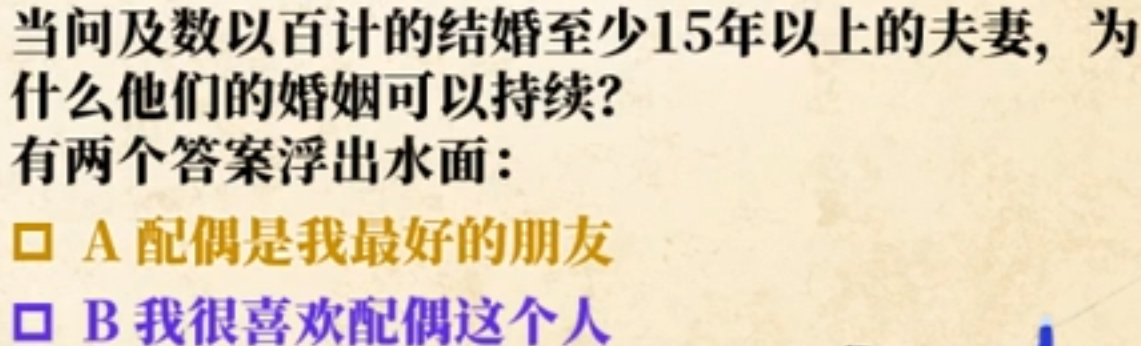 当问及数以百计的结婚至少15年以上的夫妻，为
什么他们的婚姻可以持续？
有两个答案浮出水面：
A 配偶是我最好的朋友
B 我很喜欢配偶这个人